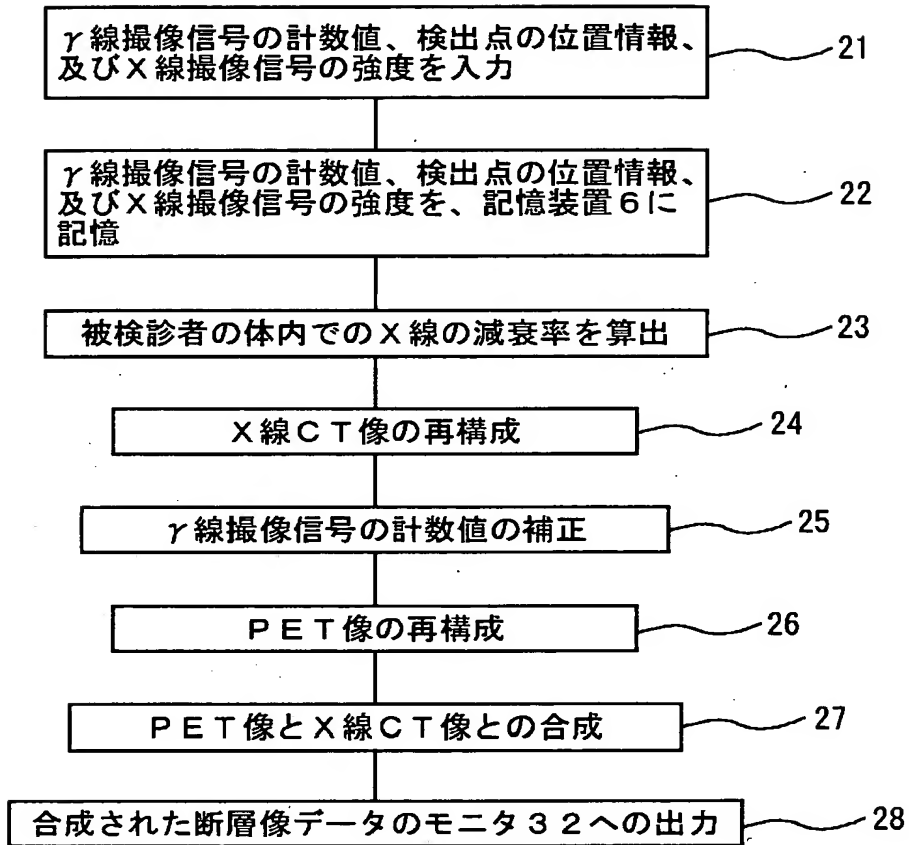 γ線撮像信号の計数値、検出点の位置情報、
及びX線撮像信号の強度を入力
21
γ線撮像信号の計数値、検出点の位置情報、
及びX線撮像信号の強度を、記憶装置6に
記憶
22
被検診者の体内でのX線の減衰率を算出
23
X線CT像の再構成
24
γ線撮像信号の計数値の補正
25
PET像の再構成
26
PET像とX線CT像との合成
27
合成された断層像データのモニタ32への出力
28